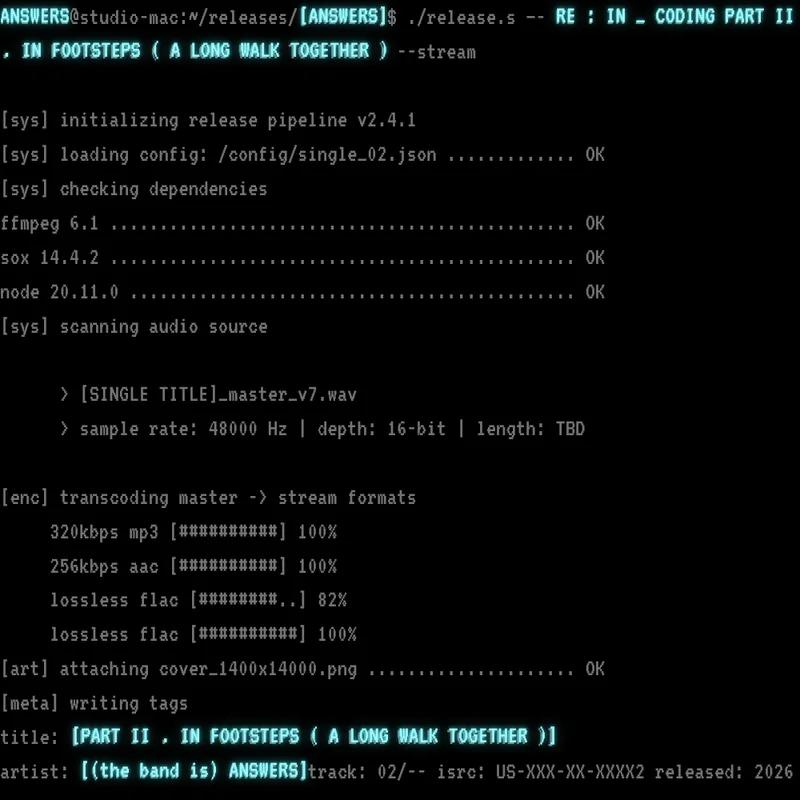 ANSWERS@studio-mac:~/releases/[ANSWERS]$ ./release.s -- RE : IN _ CODING PART II
. IN FOOTSTEPS ( A LONG WALK TOGETHER ) --stream
[sys] initializing release pipeline v2.4.1
[sys] loading config: /config/single_02.json ............. OK
[sys] checking dependencies
ffmpeg 6.1 ............................................... OK
sox 14.4.2 ............................................... OK
node 20.11.0 ............................................. OK
[sys] scanning audio source
> [SINGLE TITLE]_master_v7.wav
> sample rate: 48000 Hz | depth: 16-bit | length: TBD
[enc] transcoding master -> stream formats
320kbps mp3 [##########] 100%
256kbps aac [##########] 100%
lossless flac [########..] 82%
lossless flac [##########] 100%
[art] attaching cover_1400x14000.png ..................... OK
[meta] writing tags
title: [PART II . IN FOOTSTEPS ( A LONG WALK TOGETHER )]
artist: [(the band is) ANSWERS]track: 02/-- isrc: US-XXX-XX-XXXX2 released: 2026